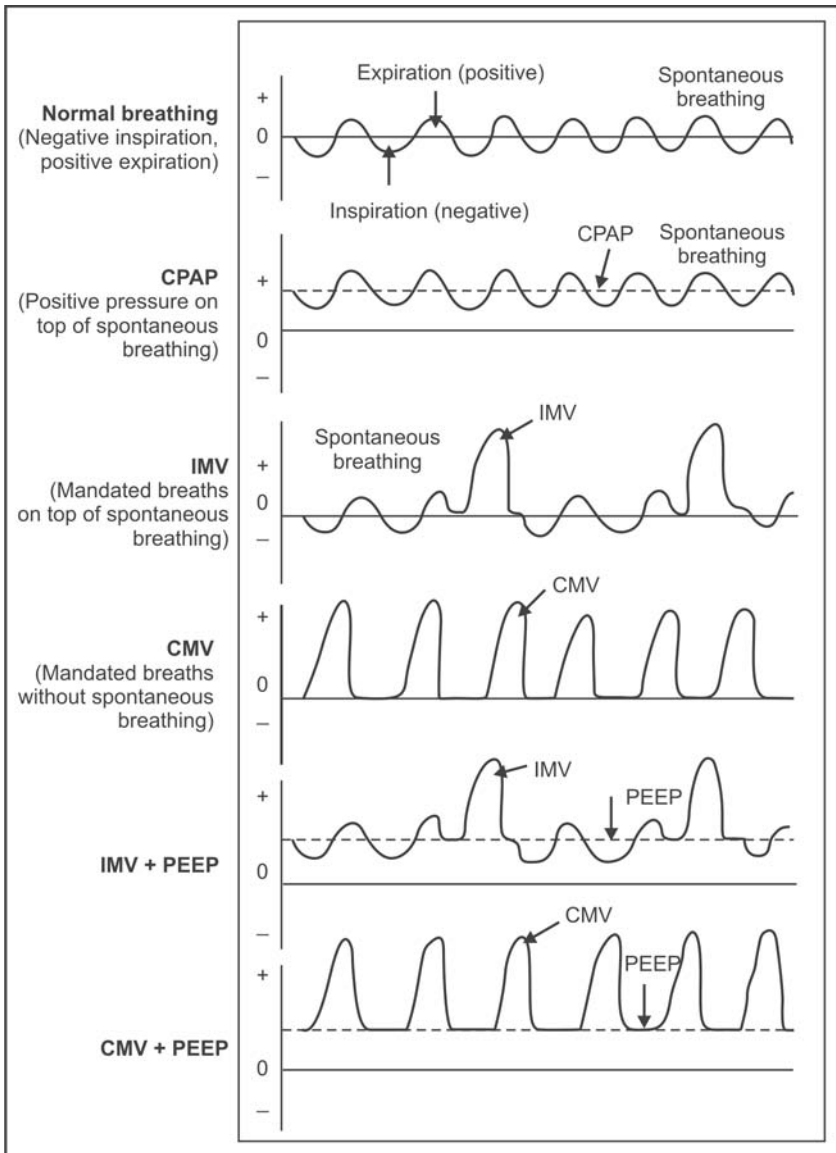 Expiration (positive)
Spontaneous
breathing
Normal breathing
(Negative inspiration,
positive expiration)
+
0
–
Inspiration (negative)
CPAP
Spontaneous
breathing
CPAP
(Positive pressure on
top of spontaneous
breathing)
+
0
–
IMV
Spontaneous
breathing
IMV
(Mandated breaths
on top of spontaneous
breathing)
+
0
–
CMV
CMV
(Mandated breaths
without spontaneous
breathing)
+
0
–
IMV
PEEP
IMV + PEEP
+
0
–
CMV
PEEP
CMV + PEEP
+
0
–